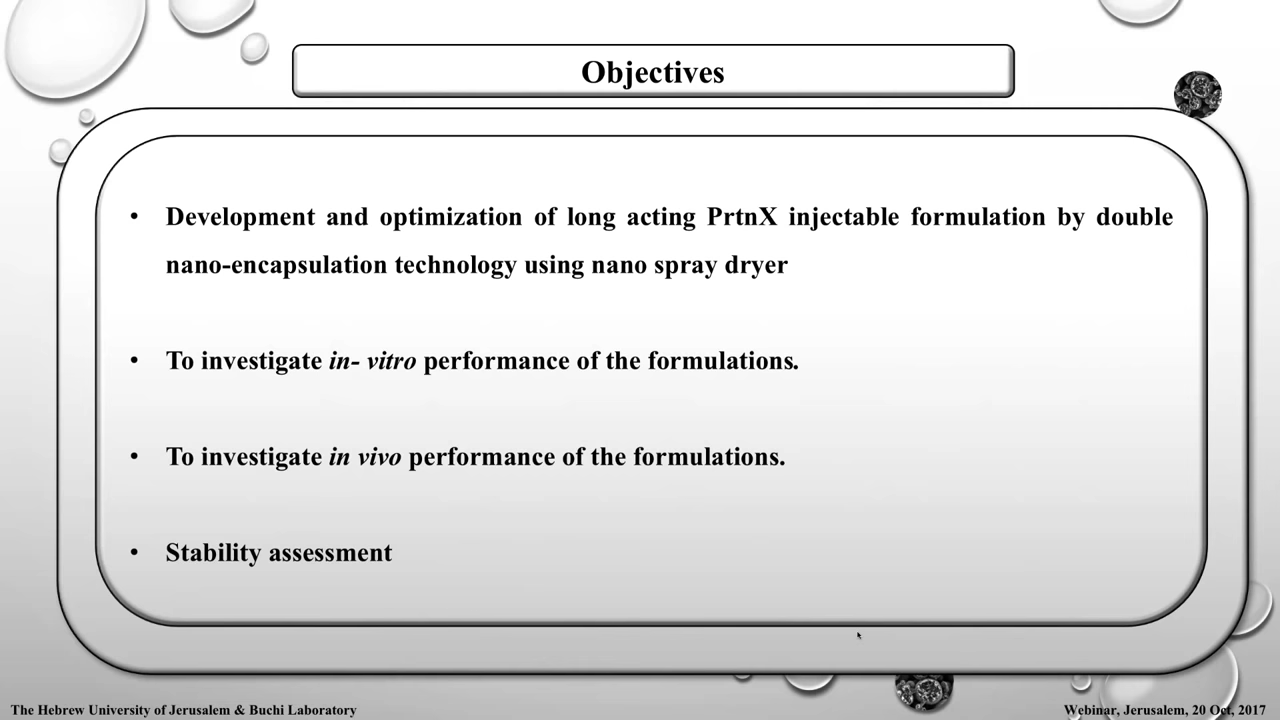 Objectives
• Development and optimization of long acting PrtnX injectable formulation by double
nano-encapsulation technology using nano spray dryer
• To investigate in- vitro performance of the formulations.
• To investigate in vivo performance of the formulations.
• Stability assessment
The Hebrew University of Jerusalem & Buchi Laboratory
Webinar, Jerusalem, 20 Oct, 2017